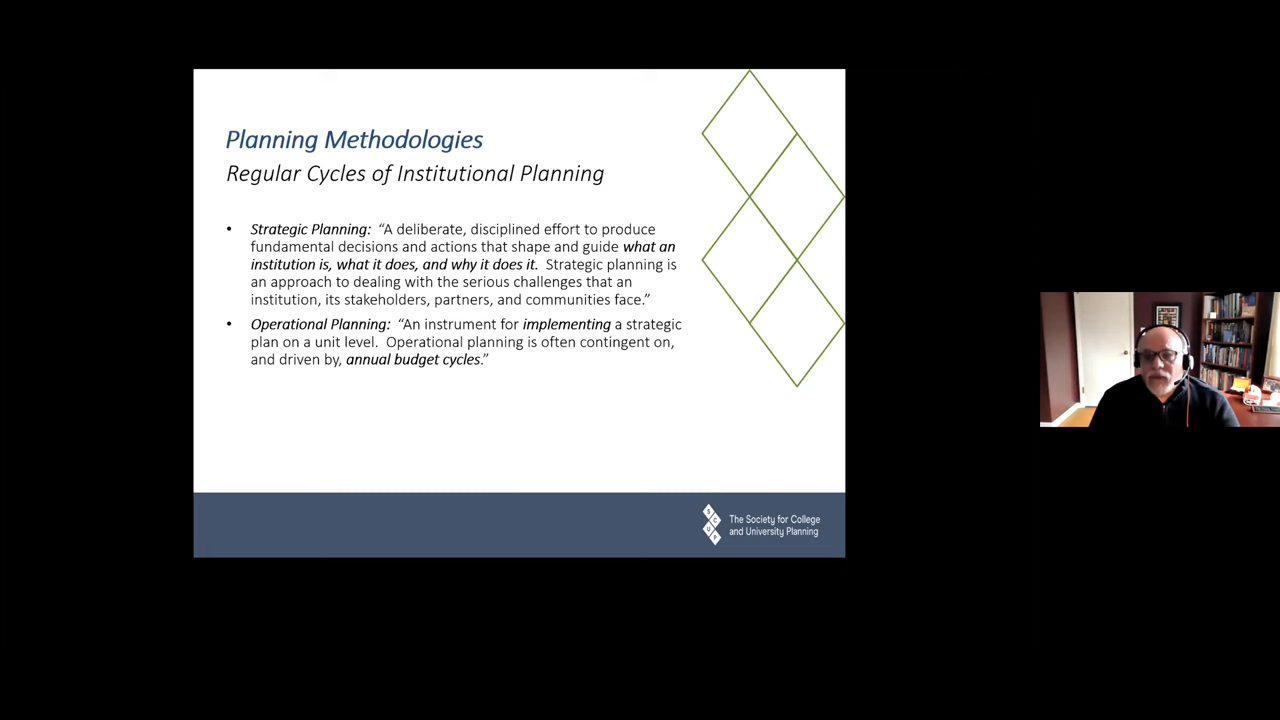 Planning Methodologies
Regular Cycles of Institutional Planning
• Strategic Planning: “A deliberate, disciplined effort to produce
fundamental decisions and actions that shape and guide what an
institution is, what it does, and why it does it. Strategic planning is
an approach to dealing with the serious challenges that an
institution, its stakeholders, partners, and communities face.”
• Operational Planning: “An instrument for implementing a strategic
plan on a unit level. Operational planning is often contingent on,
and driven by, annual budget cycles.”
S
C
U
P
The Society for College
and University Planning